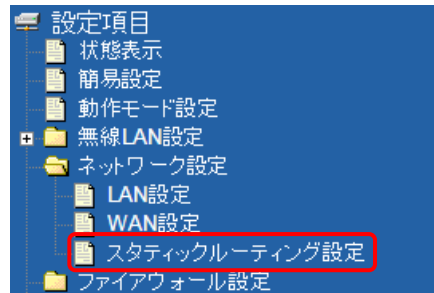 設定項目
状態表示
簡易設定
動作モード設定
無線LAN設定
ネットワーク設定
LAN設定
WAN設定
スタティックルーティング設定
ファイアウォール設定